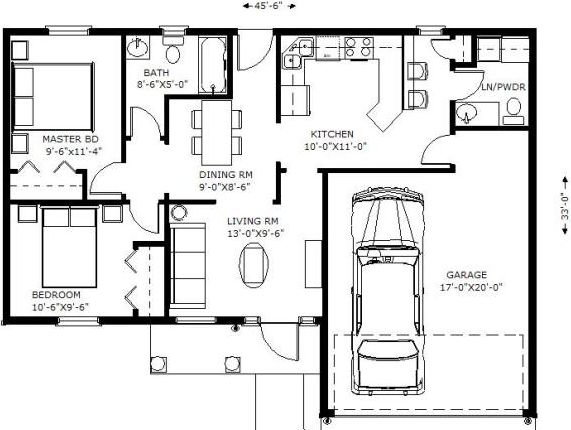 45'-6"
BATH
8'-6"X5'-0"
LN/PWDR
MASTER BD
9'-6"x11'-4"
KITCHEN
10'-0"X11'-0"
DINING RM
9'-0"X8'-6"
33'-0"
LIVING RM
13'-0"X9'-6"
GARAGE
17'-0"X20'-0"
BEDROOM
10'-6"X9'-6"